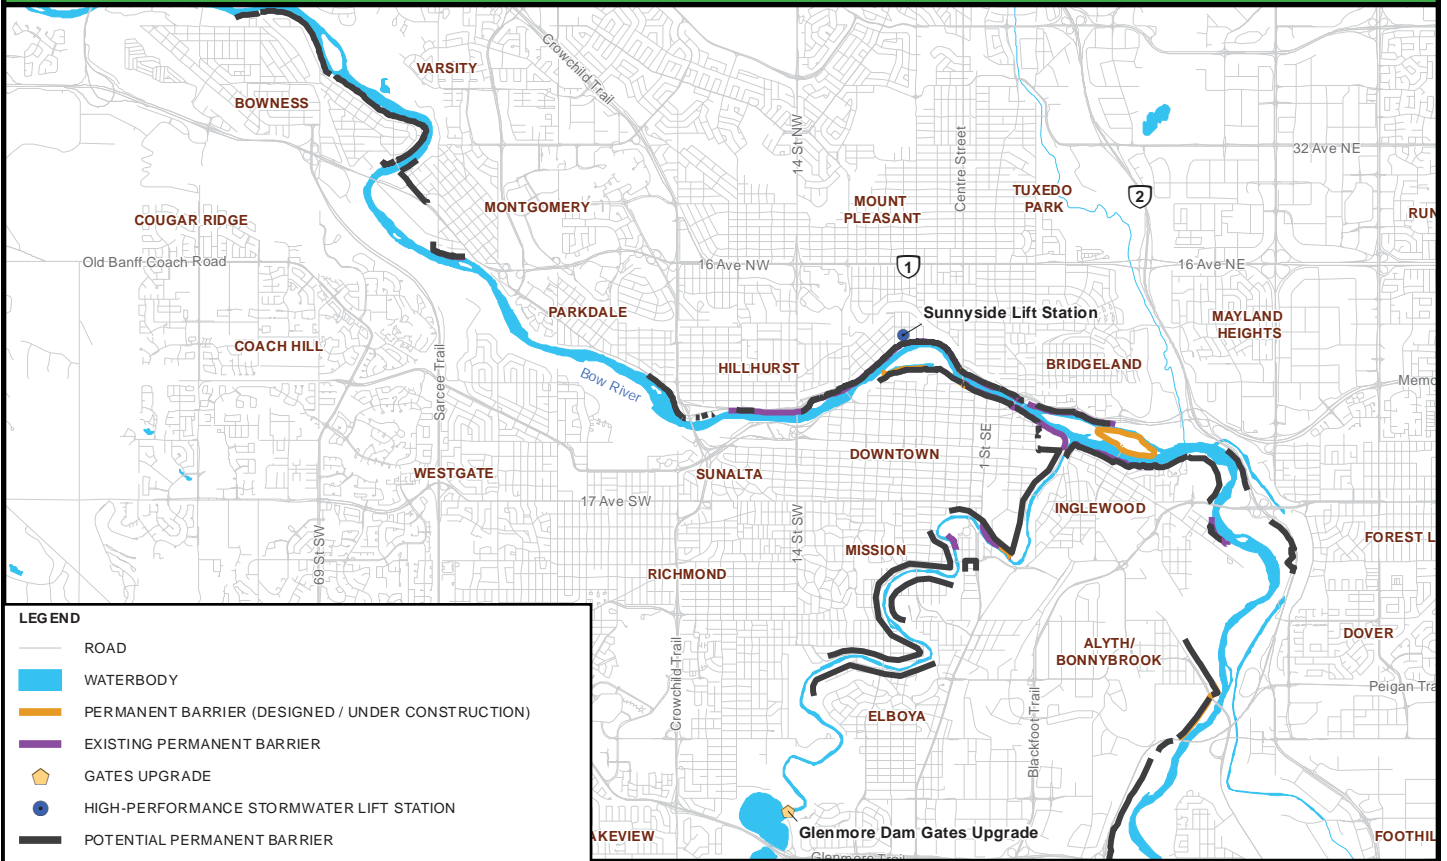 VARSITY
Crowchild Trail
BOWNESS
14 St NW
Centre Street
32 Ave NE
2
TUXEDO
PARK
MOUNT
PLEASANT
MONTGOMERY
COUGAR RIDGE
RUN
Old Banff Coach Road
16 Ave NW
1
16 Ave NE
PARKDALE
Sunnyside Lift Station
MAYLAND
HEIGHTS
COACH HILL
Sarcee Trail
HILLHURST
BRIDGELAND
Bow River
Memo
DOWNTOWN
1 St SE
WESTGATE
SUNALTA
17 Ave SW
INGLEWOOD
69 St SW
14 St SW
MISSION
FOREST L
RICHMOND
LEGEND
ROAD
WATERBODY
PERMANENT BARRIER (DESIGNED / UNDER CONSTRUCTION)
EXISTING PERMANENT BARRIER
GATES UPGRADE
HIGH-PERFORMANCE STORMWATER LIFT STATION
POTENTIAL PERMANENT BARRIER
DOVER
ALYTH/
BONNYBROOK
Crowchild Trail
Peigan Tra
ELBOYA
Blackfoot Trail
AKEVIEW
Glenmore Dam Gates Upgrade
FOOTHIL
Glenmore Trail